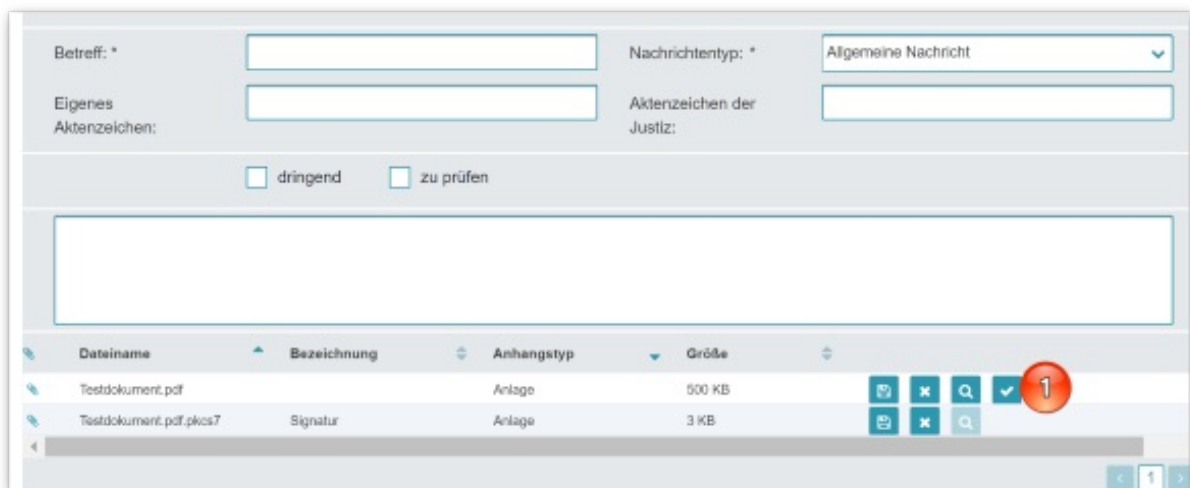 Betreff: * Nachrichtentyp: * Allgemeine Nachricht
Eigenes Aktenzeichen der
Aktenzeichen: Justiz:
dringend zu prüfen
Dateiname Bezeichnung Anhangstyp Größe
Testdokument.pdf Anlage 500 KB
1
Testdokument.pdf.pkcs7 Signatur Anlage 3 KB
1